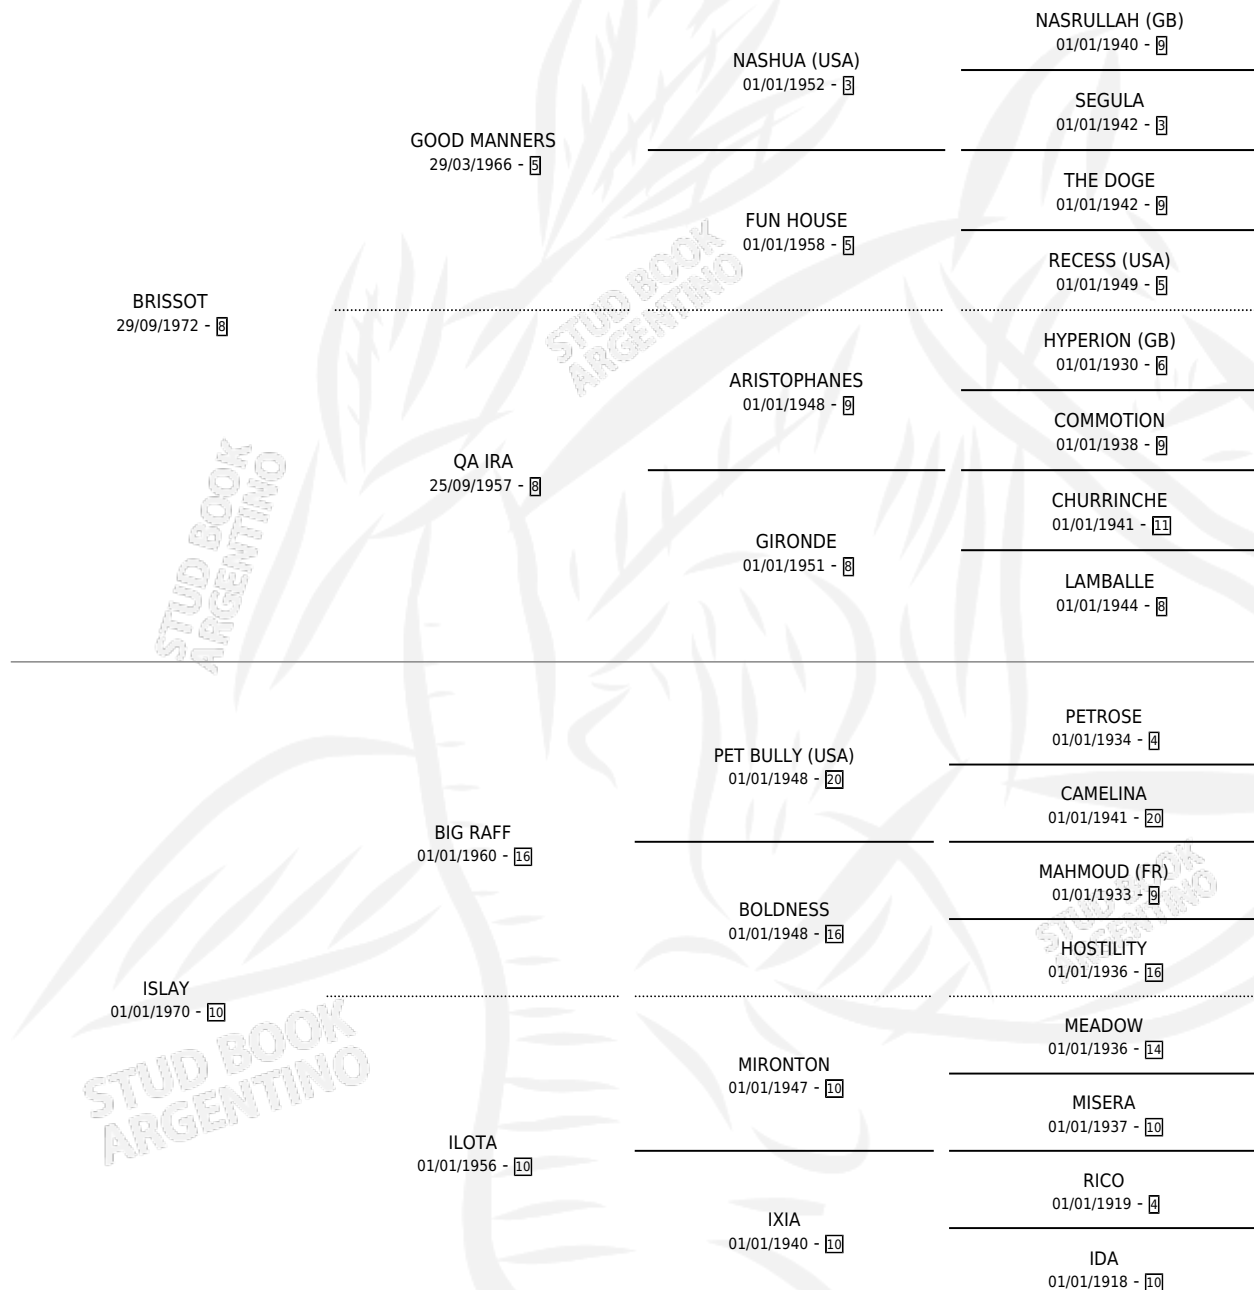 NASRULLAH (GB)
01/01/1940 - 9
NASHUA (USA)
01/01/1952 - 3
SEGULA
01/01/1942 - 3
GOOD MANNERS
29/03/1966 - 5
THE DOGE
01/01/1942 - 9
FUN HOUSE
01/01/1958 - 5
RECESS (USA)
01/01/1949 - 5
BRISSOT
29/09/1972 - 8
STUD BOOK
ARGENTINO
HYPERION (GB)
01/01/1930 - 6
ARISTOPHANES
01/01/1948 - 9
COMMOTION
01/01/1938 - 9
QA IRA
25/09/1957 - 8
CHURRINCHE
01/01/1941 - 11
GIRONDE
01/01/1951 - 8
LAMBALLE
01/01/1944 - 8
STUD BOOK
ARGENTINO
PETROSE
01/01/1934 - 4
PET BULLY (USA)
01/01/1948 - 20
CAMELINA
01/01/1941 - 20
BIG RAFF
01/01/1960 - 16
MAHMOUD (FR)
01/01/1933 - 9
BOLDNESS
01/01/1948 - 16
STUD BOOK
ARGENTINO
HOSTILITY
01/01/1936 - 16
ISLAY
01/01/1970 - 10
STUD BOOK
ARGENTINO
MEADOW
01/01/1936 - 14
MIRONTON
01/01/1947 - 10
MISERA
01/01/1937 - 10
ILOTA
01/01/1956 - 10
RICO
01/01/1919 - 4
IXIA
01/01/1940 - 10
IDA
01/01/1918 - 10